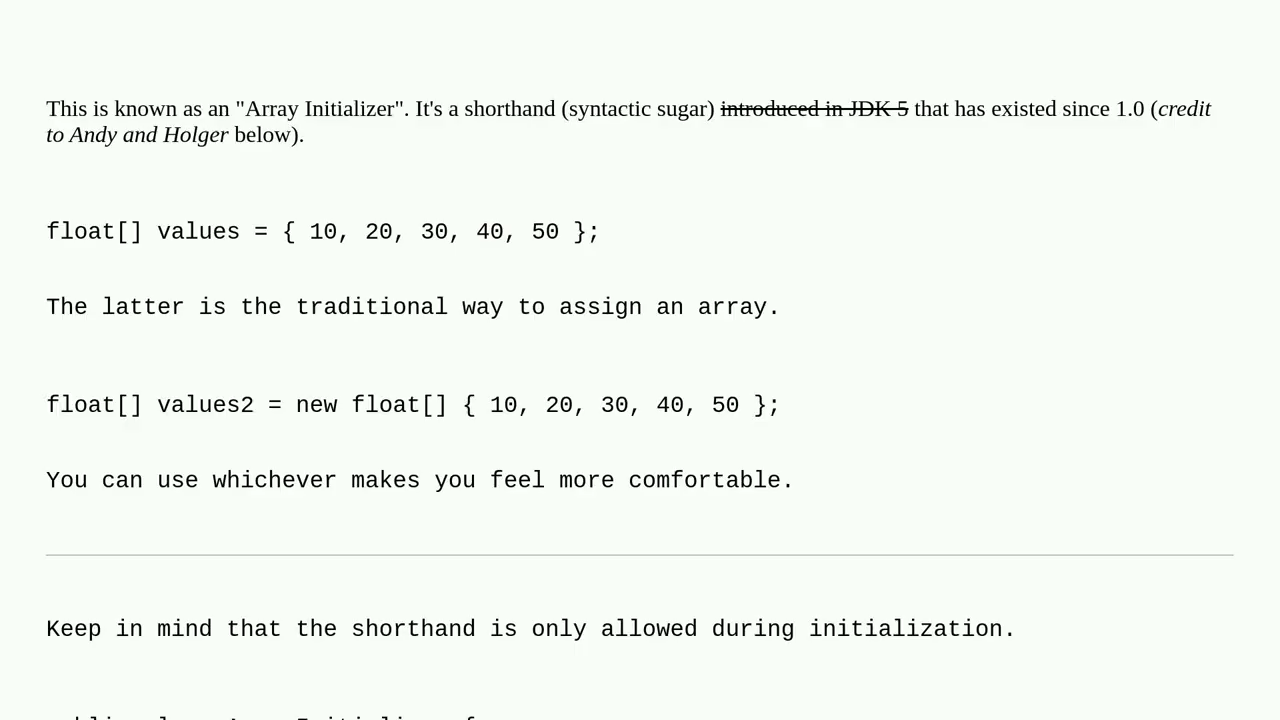 This is known as an "Array Initializer". It's a shorthand (syntactic sugar) introduced in JDK 5 that has existed since 1.0 (credit
to Andy and Holger below).
float[] values = { 10, 20, 30, 40, 50 };
The latter is the traditional way to assign an array.
float[] values2 = new float[] { 10, 20, 30, 40, 50 };
You can use whichever makes you feel more comfortable.
Keep in mind that the shorthand is only allowed during initialization.